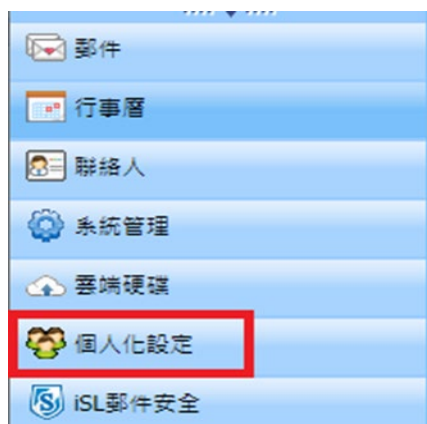 郵件
行事曆
聯絡人
系統管理
雲端硬碟
個人化設定
iSL郵件安全